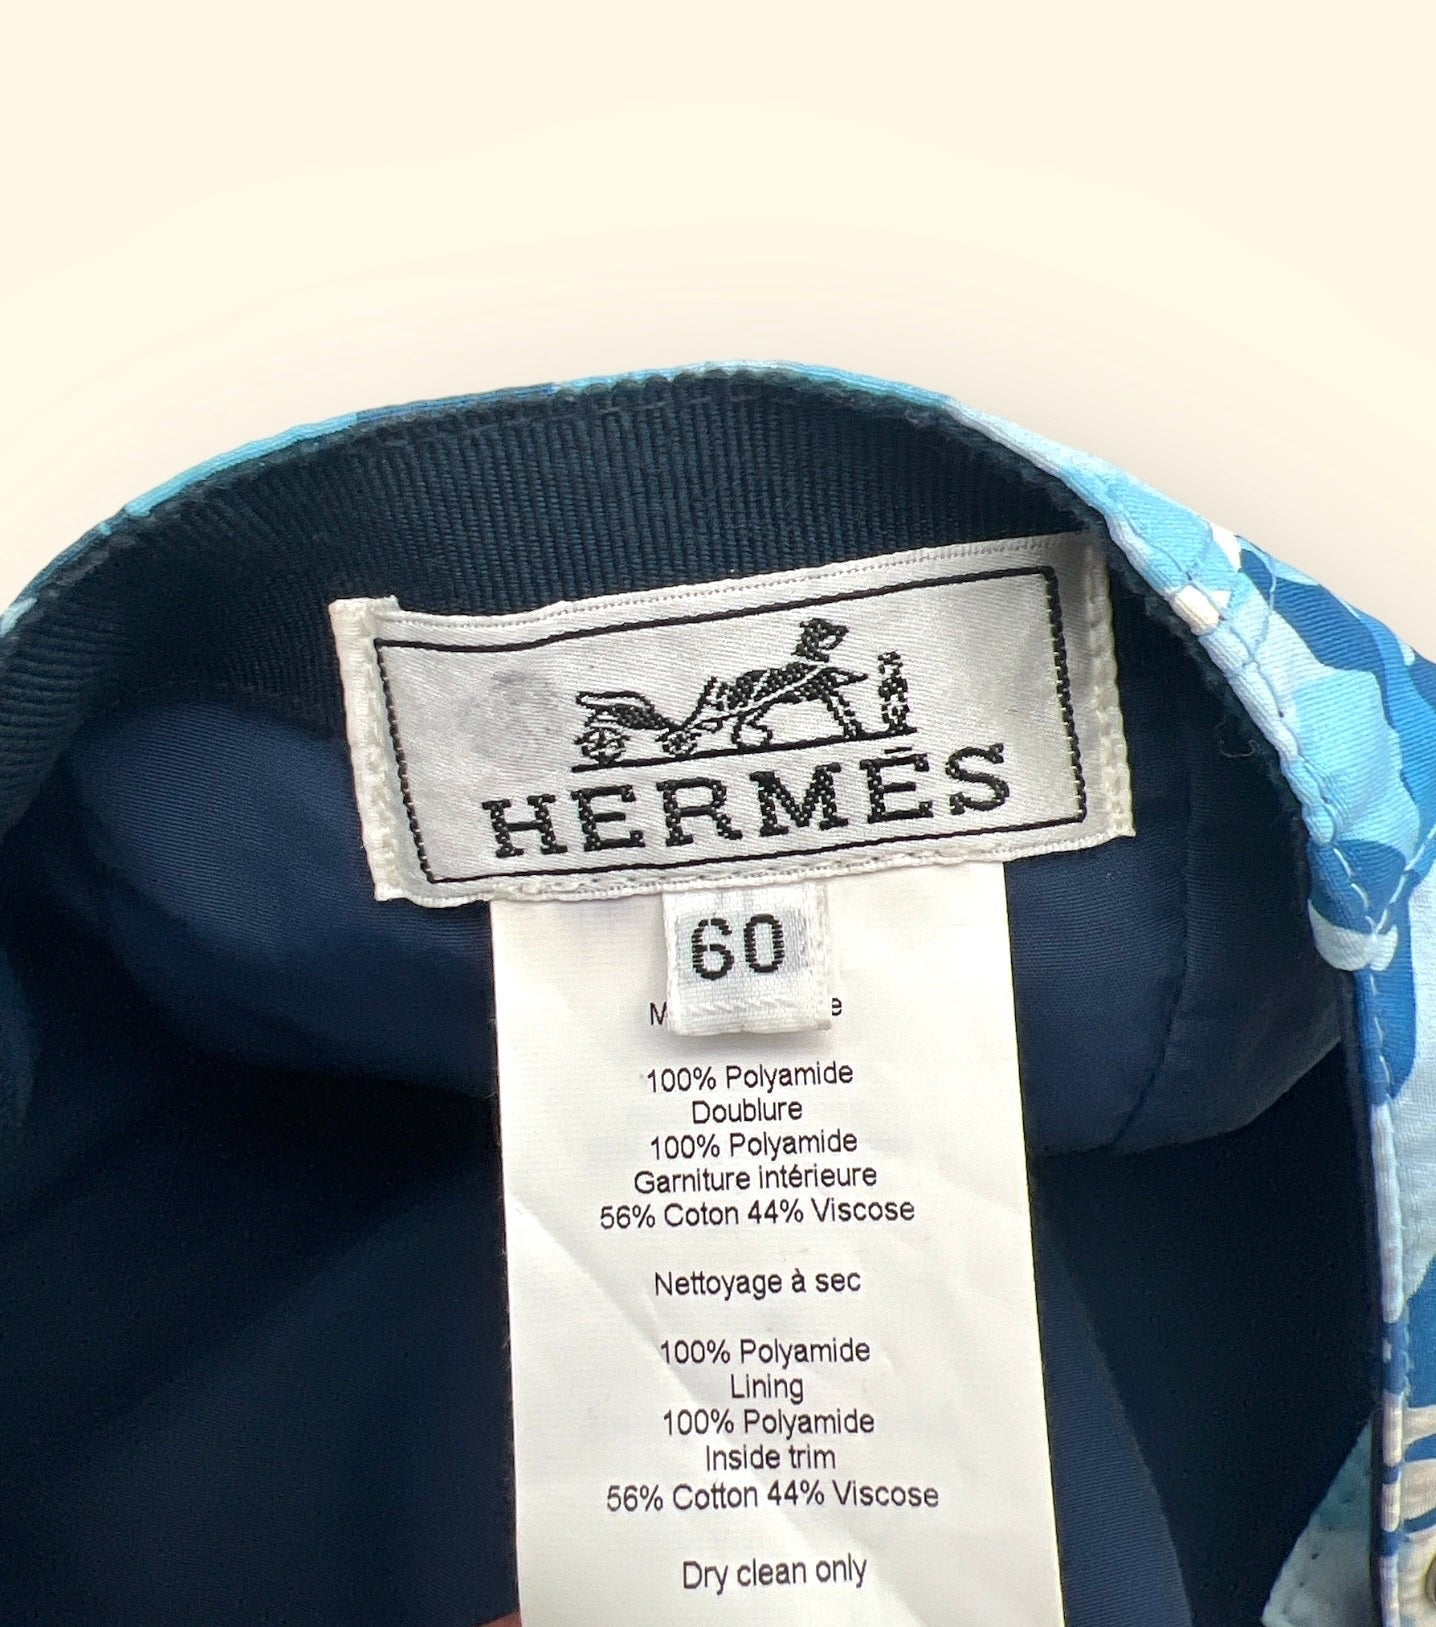 HERMÈS
60
100% Polyamide
Doublure
100% Polyamide
Garniture intérieure
56% Coton 44% Viscose
Nettoyage à sec
100% Polyamide
Lining
100% Polyamide
Inside trim
56% Cotton 44% Viscose
Dry clean only